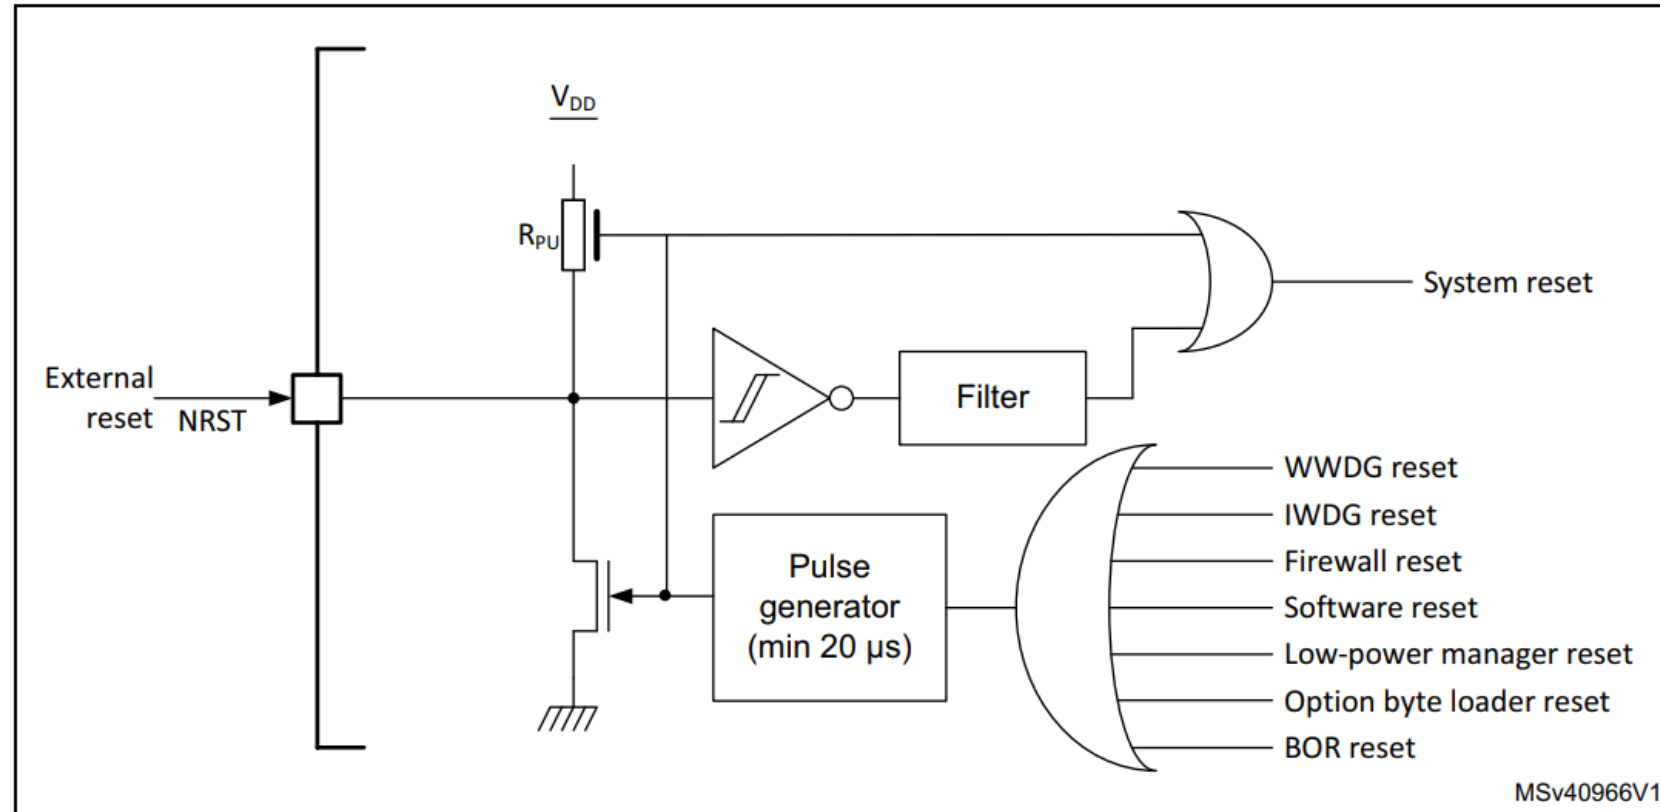 V_DD
R_PU
System reset
External
reset
NRST
Filter
WWDG reset
IWDG reset
Firewall reset
Pulse
generator
(min 20 µs)
Software reset
Low-power manager reset
Option byte loader reset
BOR reset
MSv40966V1